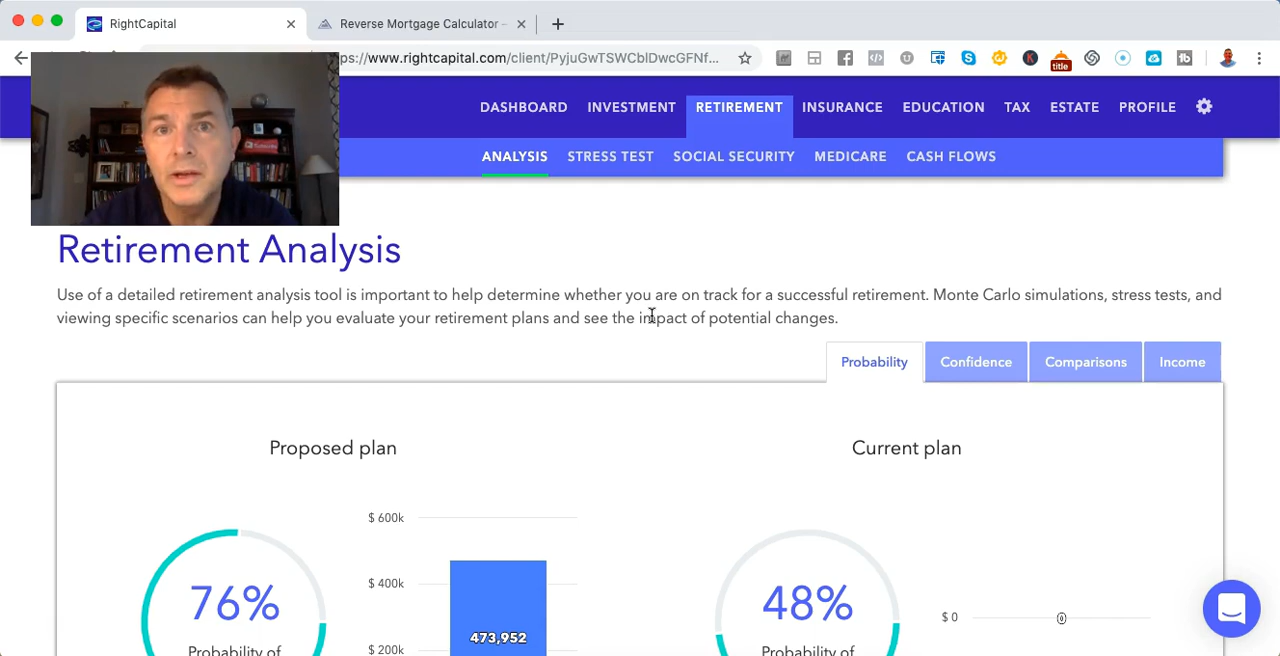 RightCapital
Reverse Mortgage Calculator –
ps://www.rightcapital.com/client/PyjuGwTSWCblDwcGFNf...
title
DASHBOARD INVESTMENT RETIREMENT INSURANCE EDUCATION TAX ESTATE PROFILE
ANALYSIS STRESS TEST SOCIAL SECURITY MEDICARE CASH FLOWS
Retirement Analysis
Use of a detailed retirement analysis tool is important to help determine whether you are on track for a successful retirement. Monte Carlo simulations, stress tests, and
viewing specific scenarios can help you evaluate your retirement plans and see the impact of potential changes.
Probability Confidence Comparisons Income
Proposed plan
Current plan
76%
Probability of
$ 600k
$ 400k
$ 200k
473,952
48%
Probability of
$ 0
0